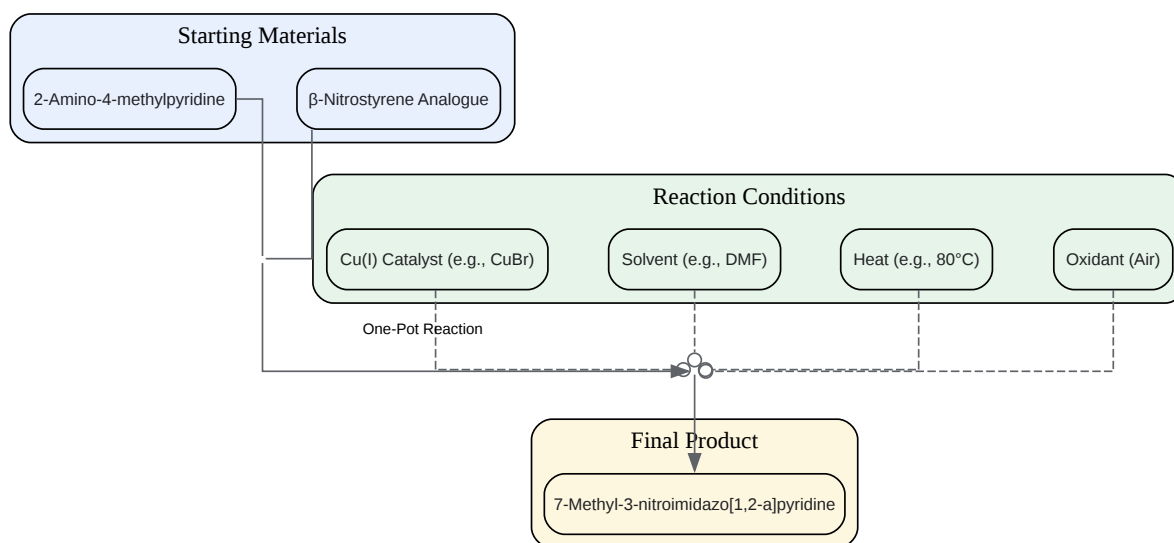 Starting Materials
2-Amino-4-methylpyridine
β-Nitrostyrene Analogue
Reaction Conditions
Cu(I) Catalyst (e.g., CuBr)
Solvent (e.g., DMF)
Heat (e.g., 80°C)
Oxidant (Air)
One-Pot Reaction
Final Product
7-Methyl-3-nitroimidazo[1,2-a]pyridine